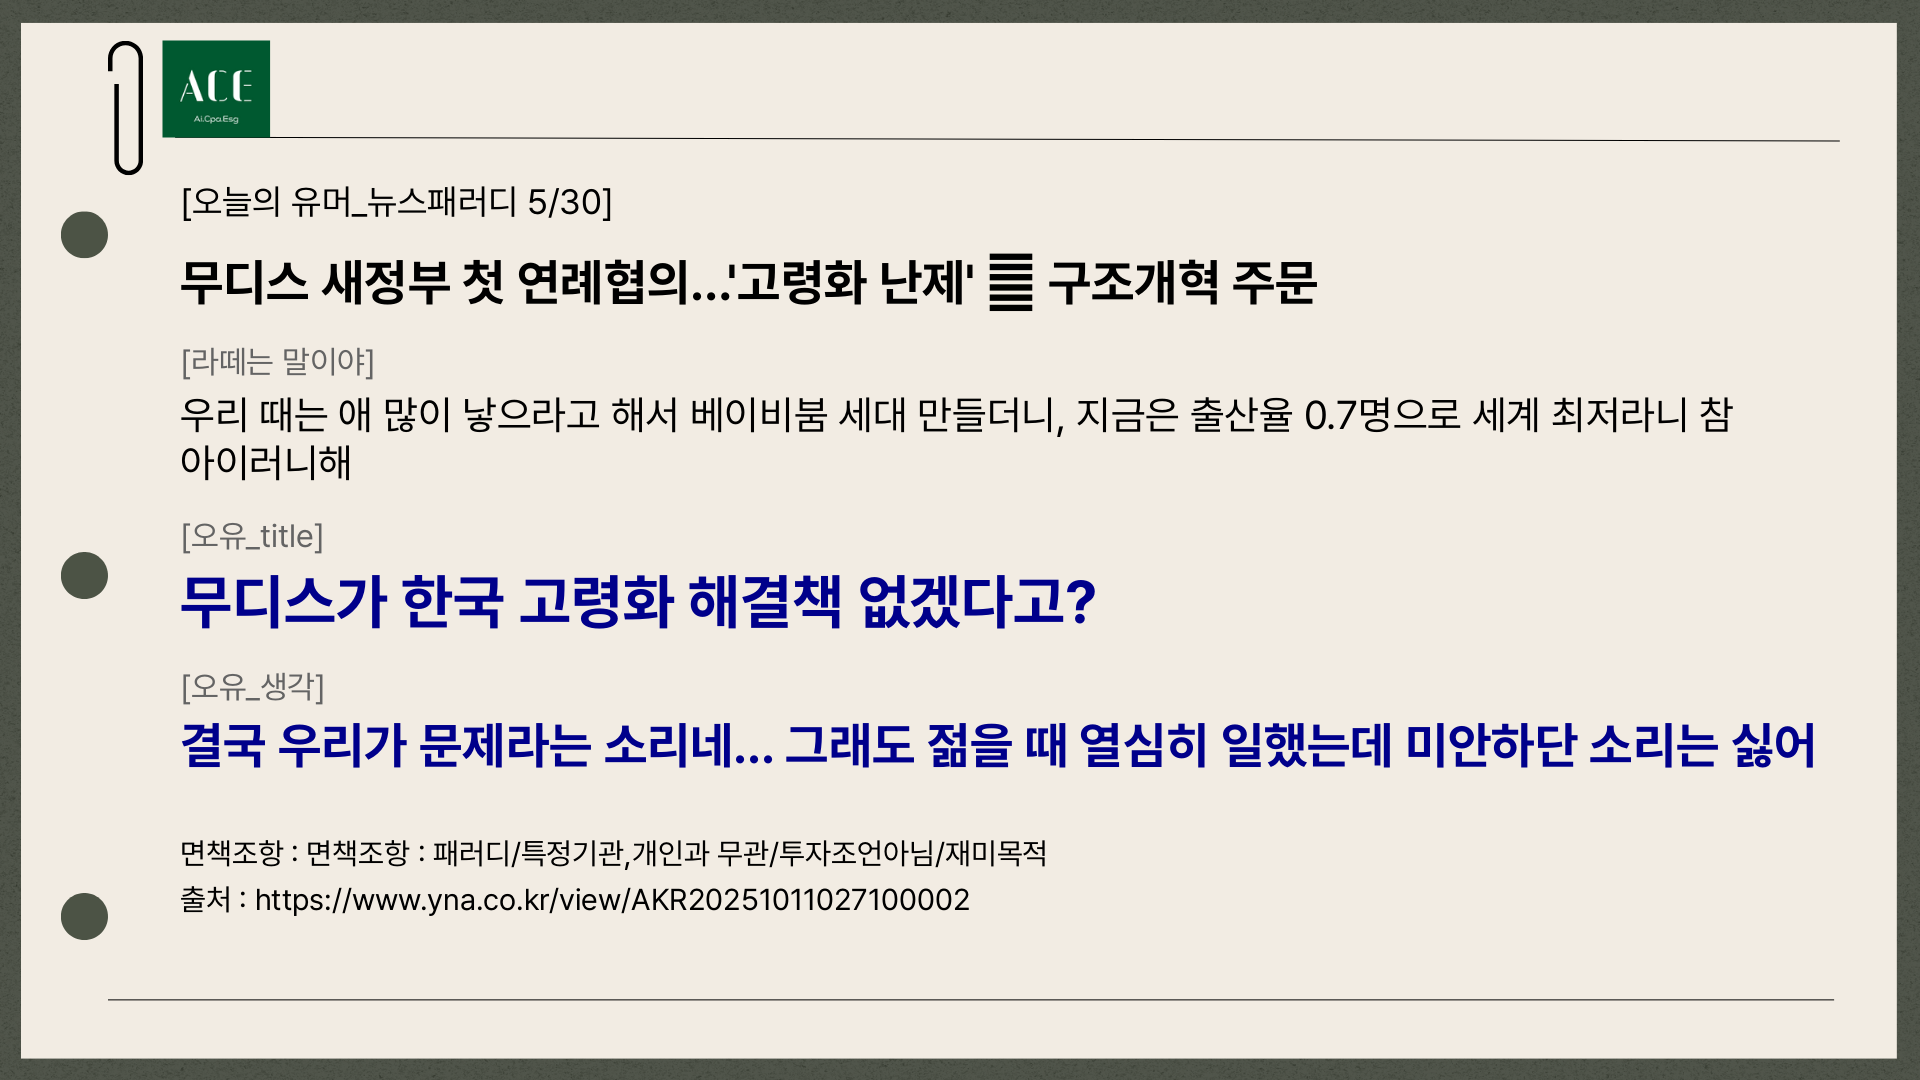 ACE
Ai.Cpa.Esg
[오늘의 유머_뉴스패러디 5/30]
무디스 새정부 첫 연례협의...'고령화 난제' ䷀ 구조개혁 주문
[라떼는 말이야]
우리 때는 애 많이 낳으라고 해서 베이비붐 세대 만들더니, 지금은 출산율 0.7명으로 세계 최저라니 참
아이러니해
[오유_title]
무디스가 한국 고령화 해결책 없겠다고?
[오유_생각]
결국 우리가 문제라는 소리네... 그래도 젊을 때 열심히 일했는데 미안하단 소리는 싫어
면책조항 : 면책조항 : 패러디/특정기관,개인과 무관/투자조언아님/재미목적
출처 : https://www.yna.co.kr/view/AKR20251011027100002